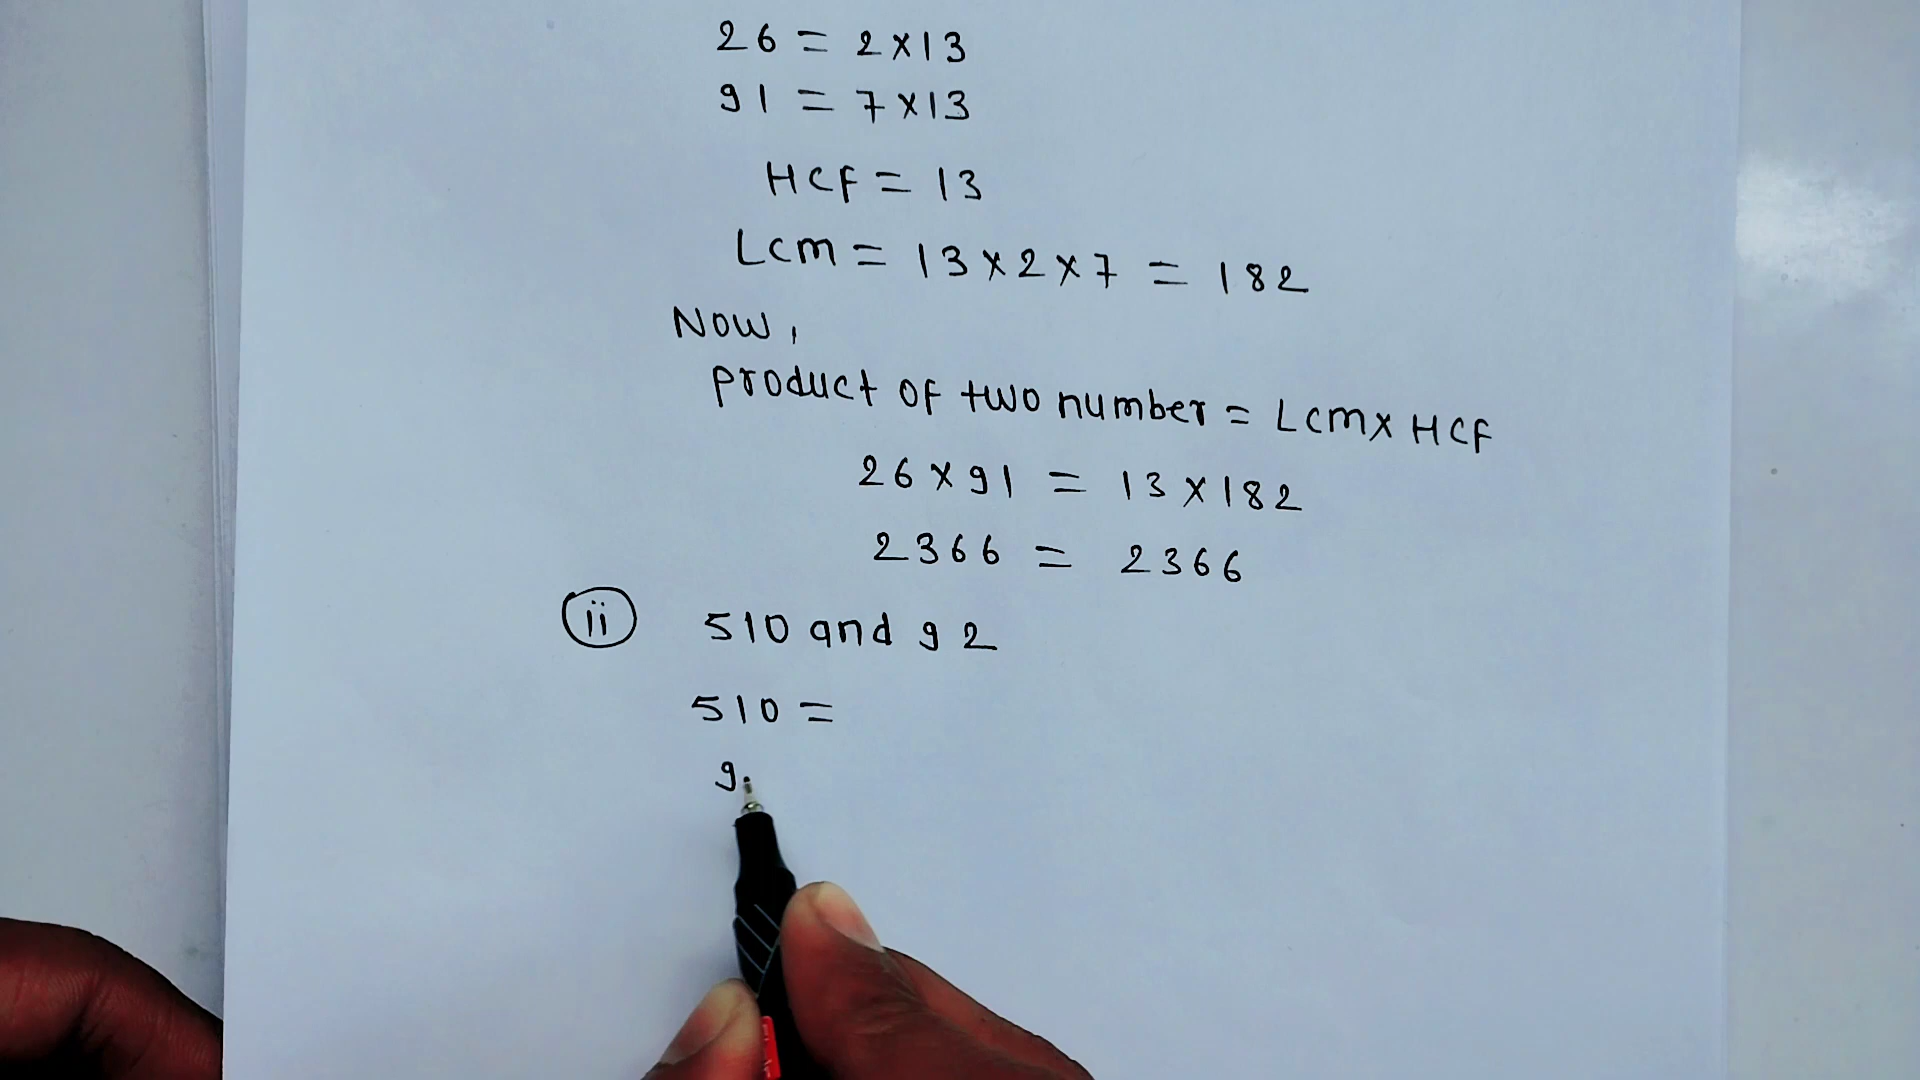 26 = 2×13
91 = 7×13
HCF = 13
Lcm = 13×2×7 = 182
Now,
product of two number = Lcm× HCF
26×91 = 13×182
2366 = 2366
ii 510 and 92
510 =
9